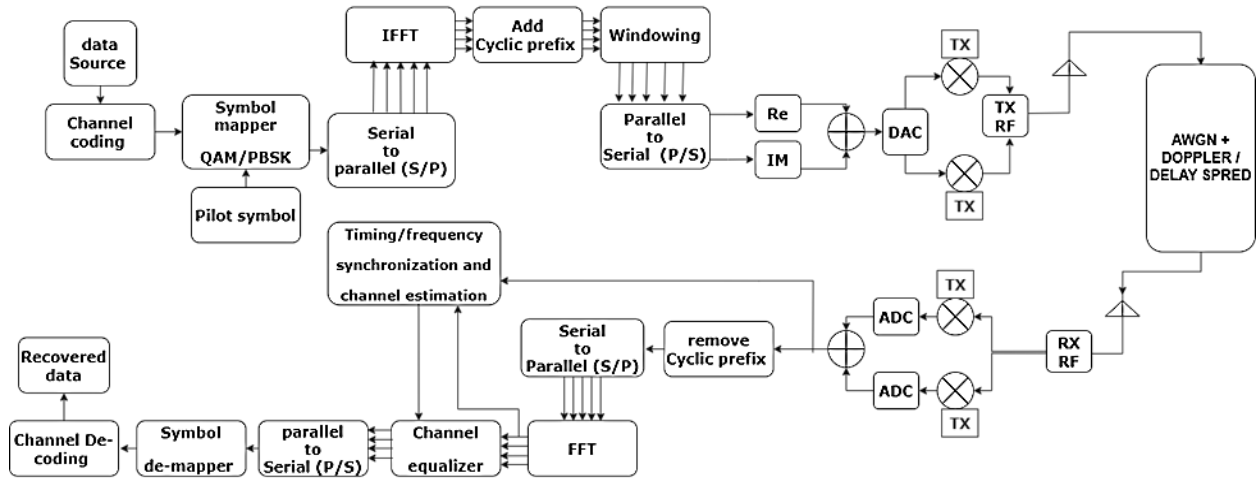 data
Source
Channel
coding
Symbol
mapper
QAM/PBSK
Pilot symbol
Serial
to
parallel (S/P)
IFFT
Add
Cyclic prefix
Windowing
Parallel
to
Serial (P/S)
Re
IM
DAC
TX
TX
TX
RF
AWGN +
DOPPLER /
DELAY SPRED
RX
RF
TX
TX
ADC
ADC
remove
Cyclic prefix
Serial
to
Parallel (S/P)
Timing/frequency
synchronization and
channel estimation
FFT
Channel
equalizer
parallel
to
Serial (P/S)
Symbol
de-mapper
Channel De-
coding
Recovered
data